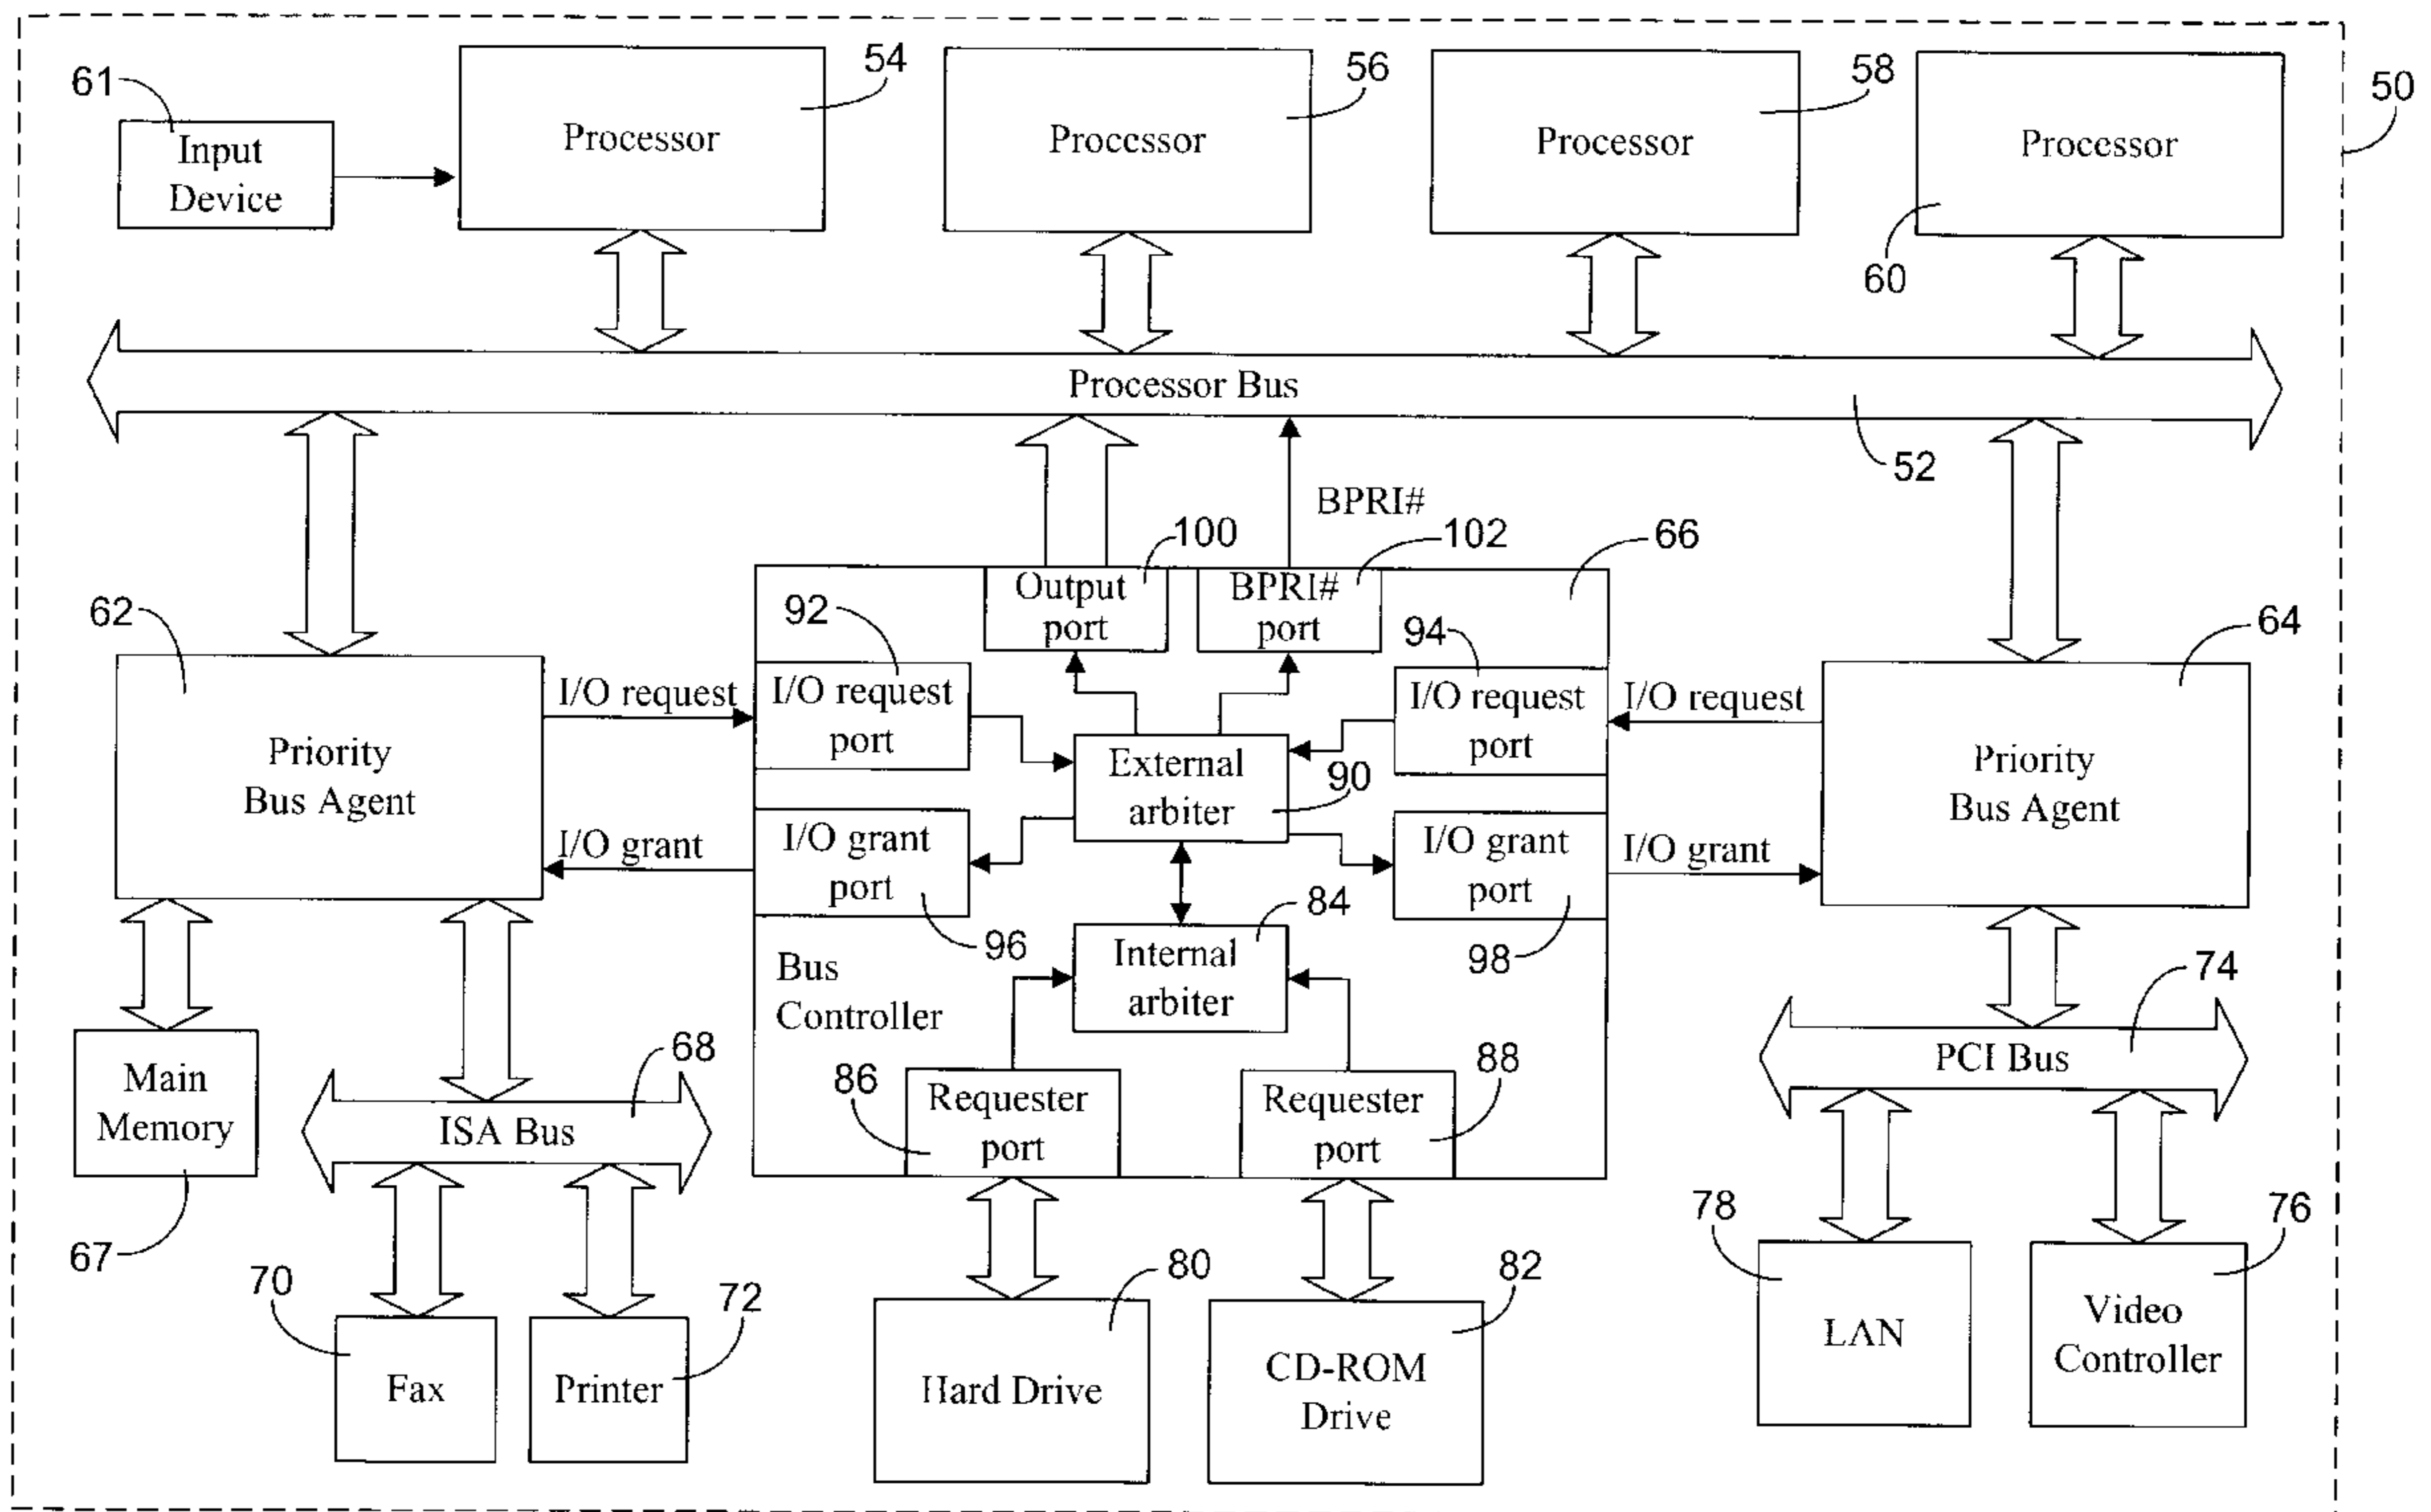 61
Input
Device
54
Processor
56
Processor
58
Processor
60
Processor
50
Processor Bus
52
BPRI#
100
102
66
Output
port
BPRI#
port
62
Priority
Bus Agent
I/O request
I/O grant
92
I/O request
port
94
I/O request
port
External
arbiter
90
I/O grant
port
96
I/O grant
port
98
I/O request
I/O grant
64
Priority
Bus Agent
84
Internal
arbiter
Bus
Controller
86
Requester
port
88
Requester
port
Main
Memory
67
68
ISA Bus
74
PCI Bus
70
Fax
72
Printer
80
Hard Drive
82
CD-ROM
Drive
78
LAN
76
Video
Controller